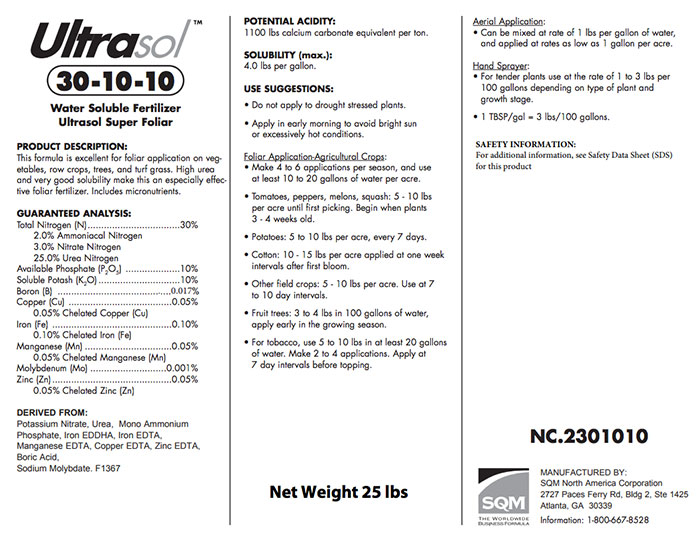 Ultrasol™
30-10-10
Water Soluble Fertilizer
Ultrasol Super Foliar
PRODUCT DESCRIPTION:
This formula is excellent for foliar application on veg-
etables, row crops, trees, and turf grass. High urea
and very good solubility make this an especially effec-
tive foliar fertilizer. Includes micronutrients.
GUARANTEED ANALYSIS:
Total Nitrogen (N)...................................30%
2.0% Ammoniacal Nitrogen
3.0% Nitrate Nitrogen
25.0% Urea Nitrogen
Available Phosphate (P2O5) ....................10%
Soluble Potash (K2O)..............................10%
Boron (B) ..........................................0.017%
Copper (Cu) ........................................0.05%
0.05% Chelated Copper (Cu)
Iron (Fe) .............................................0.10%
0.10% Chelated Iron (Fe)
Manganese (Mn)..................................0.05%
0.05% Chelated Manganese (Mn)
Molybdenum (Mo) ..............................0.001%
Zinc (Zn).............................................0.05%
0.05% Chelated Zinc (Zn)
DERIVED FROM:
Potassium Nitrate, Urea, Mono Ammonium
Phosphate, Iron EDDHA, Iron EDTA,
Manganese EDTA, Copper EDTA, Zinc EDTA,
Boric Acid,
Sodium Molybdate. F1367
POTENTIAL ACIDITY:
1100 lbs calcium carbonate equivalent per ton.
SOLUBILITY (max.):
4.0 lbs per gallon.
USE SUGGESTIONS:
• Do not apply to drought stressed plants.
• Apply in early morning to avoid bright sun
or excessively hot conditions.
Foliar Application-Agricultural Crops:
• Make 4 to 6 applications per season, and use
at least 10 to 20 gallons of water per acre.
• Tomatoes, peppers, melons, squash: 5 - 10 lbs
per acre until first picking. Begin when plants
3 - 4 weeks old.
• Potatoes: 5 to 10 lbs per acre, every 7 days.
• Cotton: 10 - 15 lbs per acre applied at one week
intervals after first bloom.
• Other field crops: 5 - 10 lbs per acre. Use at 7
to 10 day intervals.
• Fruit trees: 3 to 4 lbs in 100 gallons of water,
apply early in the growing season.
• For tobacco, use 5 to 10 lbs in at least 20 gallons
of water. Make 2 to 4 applications. Apply at
7 day intervals before topping.
Net Weight 25 lbs
Aerial Application:
• Can be mixed at rate of 1 lbs per gallon of water,
and applied at rates as low as 1 gallon per acre.
Hand Sprayer:
• For tender plants use at the rate of 1 to 3 lbs per
100 gallons depending on type of plant and
growth stage.
• 1 TBSP/gal = 3 lbs/100 gallons.
SAFETY INFORMATION:
For additional information, see Safety Data Sheet (SDS)
for this product
NC.2301010
SQM
THE WORLDWIDE
BUSINESS FORMULA
MANUFACTURED BY:
SQM North America Corporation
2727 Paces Ferry Rd, Bldg 2, Ste 1425
Atlanta, GA 30339
Information: 1-800-667-8528